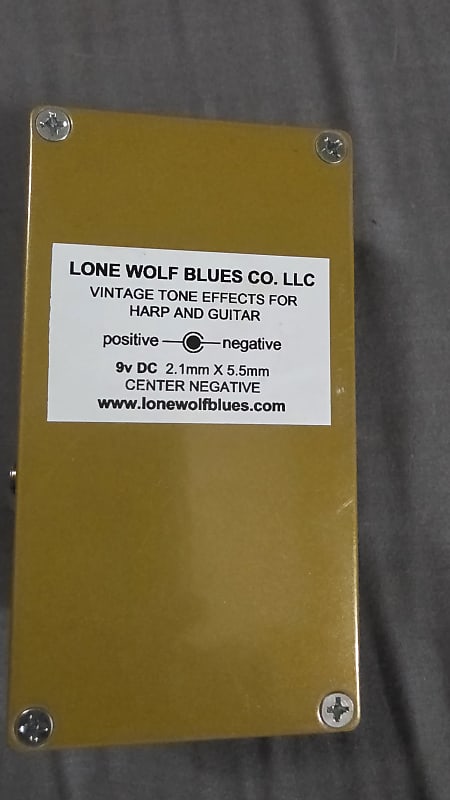 LONE WOLF BLUES CO. LLC
VINTAGE TONE EFFECTS FOR
HARP AND GUITAR
positive negative
9v DC 2.1mm X 5.5mm
CENTER NEGATIVE
www.lonewolfblues.com